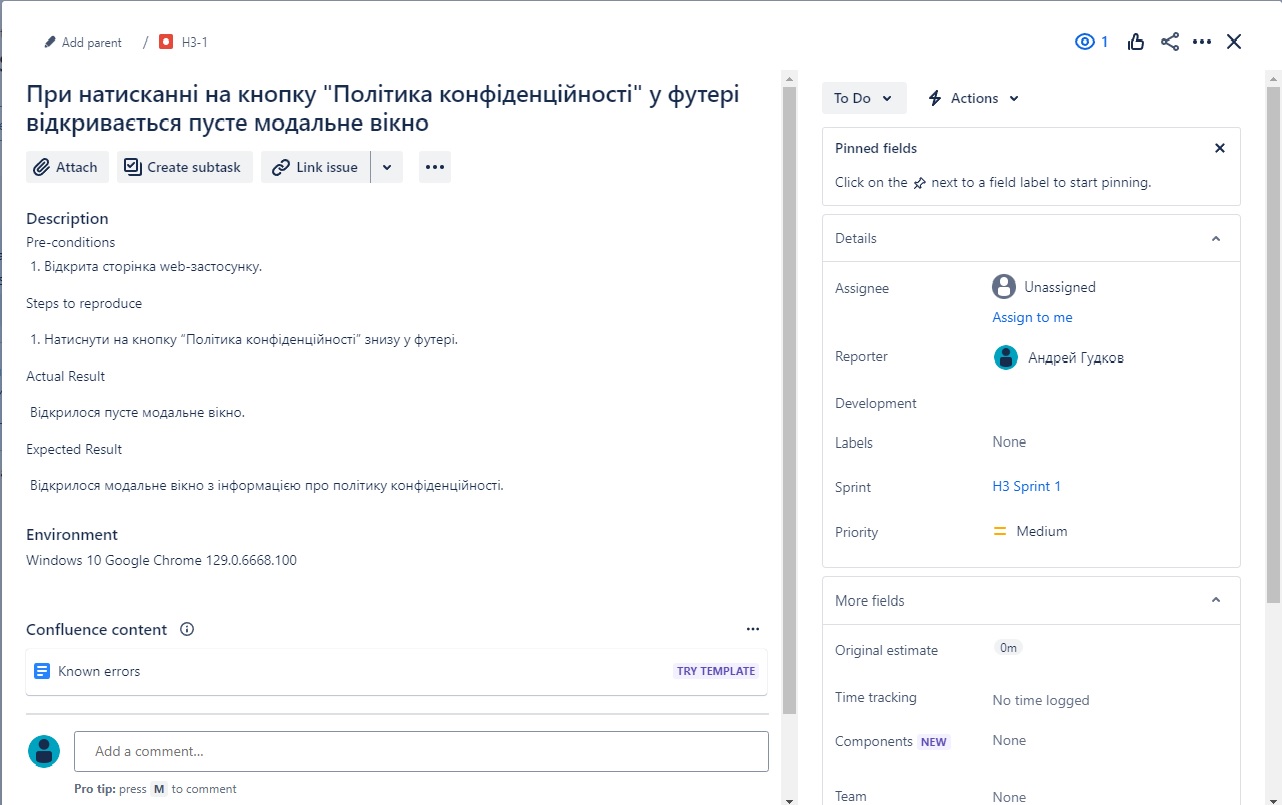 Add parent / H3-1
1
При натисканні на кнопку "Політика конфіденційності" у футері
відкривається пусте модальне вікно
Attach Create subtask Link issue
Description
Pre-conditions
1. Відкрита сторінка web-застосунку.
Steps to reproduce
1. Натиснути на кнопку “Політика конфіденційності” знизу у футері.
Actual Result
Відкрилося пусте модальне вікно.
Expected Result
Відкрилося модальне вікно з інформацією про політику конфіденційності.
Environment
Windows 10 Google Chrome 129.0.6668.100
Confluence content
Known errors TRY TEMPLATE
Add a comment...
Pro tip: press M to comment
To Do Actions
Pinned fields
Click on the next to a field label to start pinning.
Details
Assignee Unassigned
Assign to me
Reporter Андрей Гудков
Development
Labels None
Sprint H3 Sprint 1
Priority Medium
More fields
Original estimate 0m
Time tracking No time logged
Components NEW None
Team None